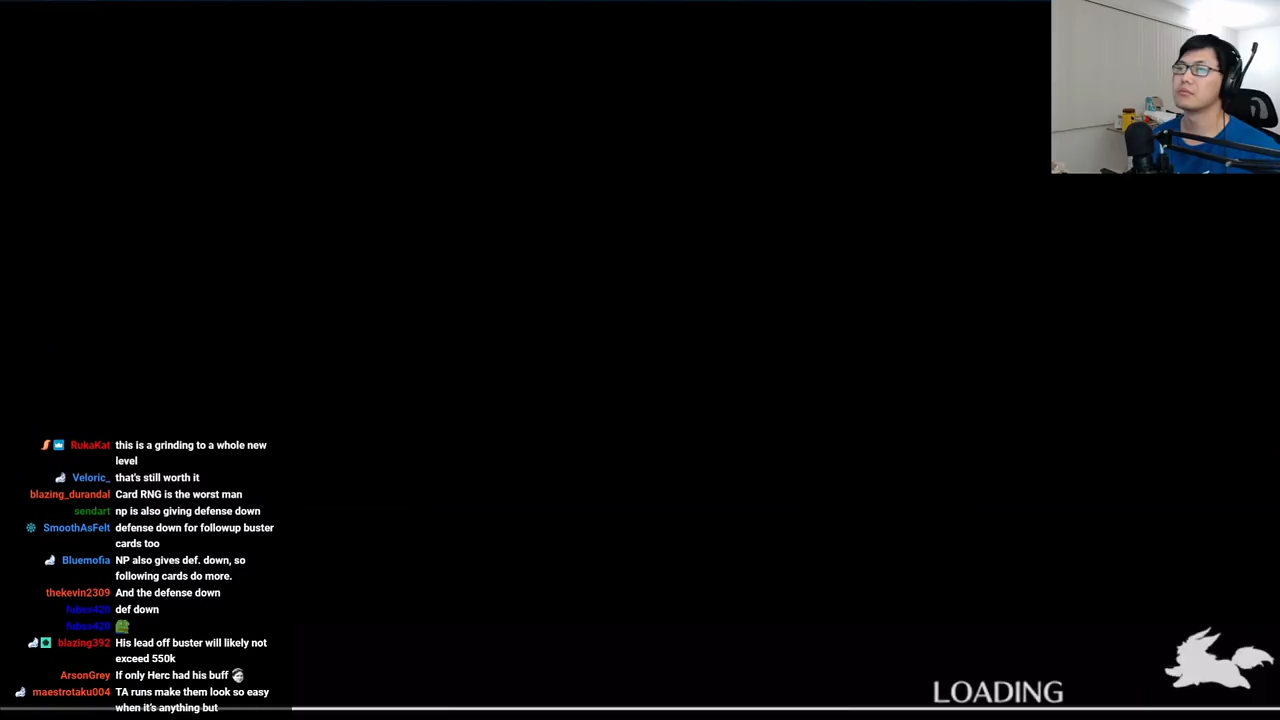 RukaKat this is a grinding to a whole new
level
Veloric_ that's still worth it
blazing_durandal Card RNG is the worst man
sendart np is also giving defense down
SmoothAsFelt defense down for followup buster
cards too
Bluemofia NP also gives def. down, so
following cards do more.
thekevin2309 And the defense down
def down
blazing392 His lead off buster will likely not
exceed 550k
ArsonGrey If only Herc had his buff
maestrotaku004 TA runs make them look so easy
when it's anything but
LOADING